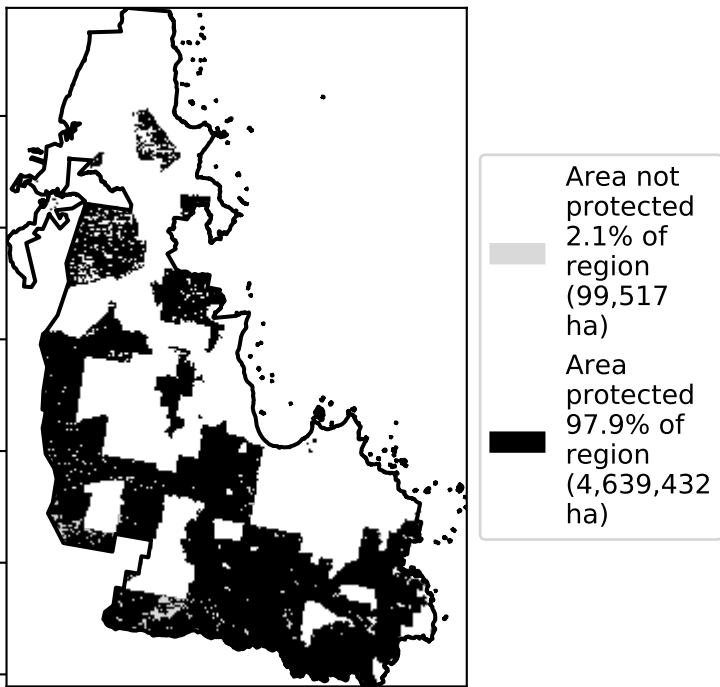 Area not
protected
2.1% of
region
(99,517
ha)
Area
protected
97.9% of
region
(4,639,432
ha)